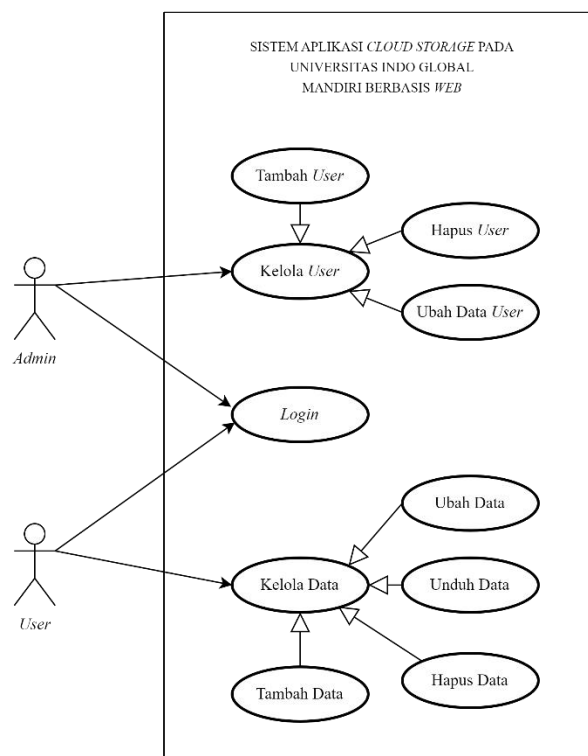 SISTEM APLIKASI CLOUD STORAGE PADA
UNIVERSITAS INDO GLOBAL
MANDIRI BERBASIS WEB
Tambah User
Hapus User
Kelola User
Ubah Data User
Admin
Login
Ubah Data
Kelola Data
Unduh Data
User
Tambah Data
Hapus Data